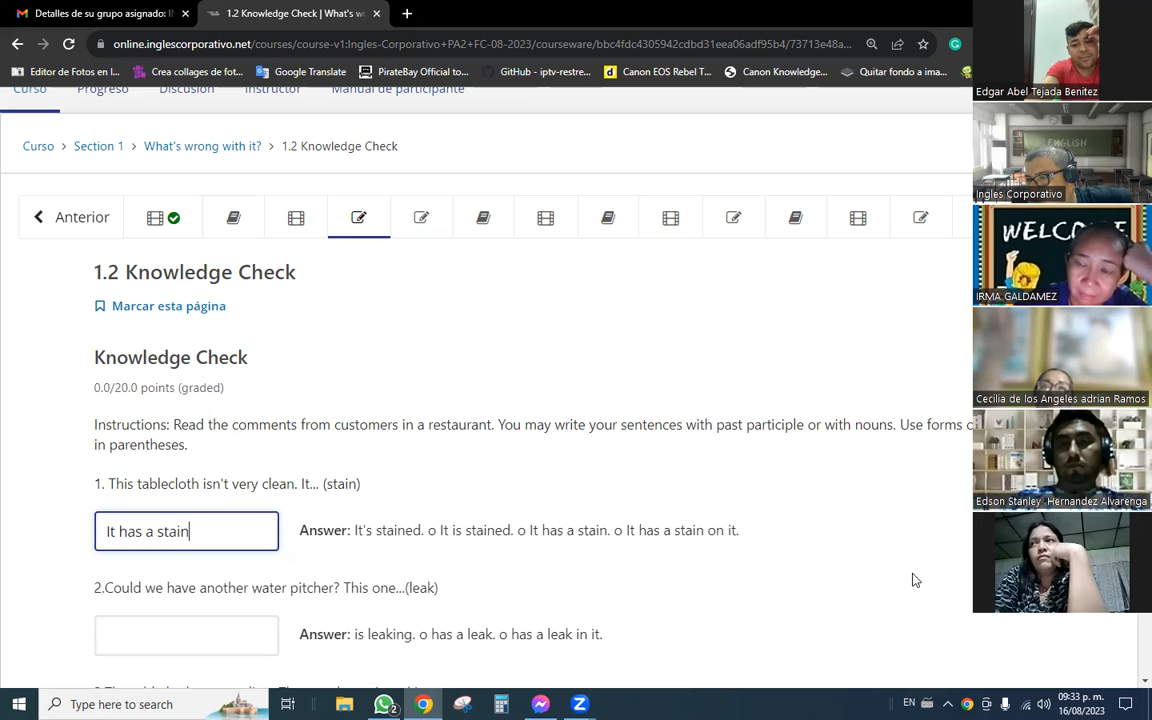 Detalles de su grupo asignado: II
1.2 Knowledge Check | What's w
online.inglescorporativo.net/courses/course-v1:Ingles-Corporativo+PA2+FC-08-2023/courseware/bbc4fdc4305942cdbd31eea06adf95b4/73713e48a...
Editor de Fotos en l...
Crea collages de fot...
Google Translate
PirateBay Official to...
GitHub - iptv-restre...
Canon EOS Rebel T...
Canon Knowledge...
Quitar fondo a ima...
Curso
Progreso
Discusión
Instructor
Manual de participante
Curso > Section 1 > What's wrong with it? > 1.2 Knowledge Check
Anterior
1.2 Knowledge Check
Marcar esta página
Knowledge Check
0.0/20.0 points (graded)
Instructions: Read the comments from customers in a restaurant. You may write your sentences with past participle or with nouns. Use forms
in parentheses.
1. This tablecloth isn't very clean. It... (stain)
It has a stain
Answer: It's stained. o It is stained. o It has a stain. o It has a stain on it.
2.Could we have another water pitcher? This one...(leak)
Answer: is leaking. o has a leak. o has a leak in it.
Edgar Abel Tejada Benitez
ENGLISH
Ingles Corporativo
WELCOME
IRMA GALDAMEZ
Cecilia de los Angeles adrian Ramos
Edson Stanley Hernandez Alvarenga
Type here to search
2
EN
09:33 p. m.
16/08/2023